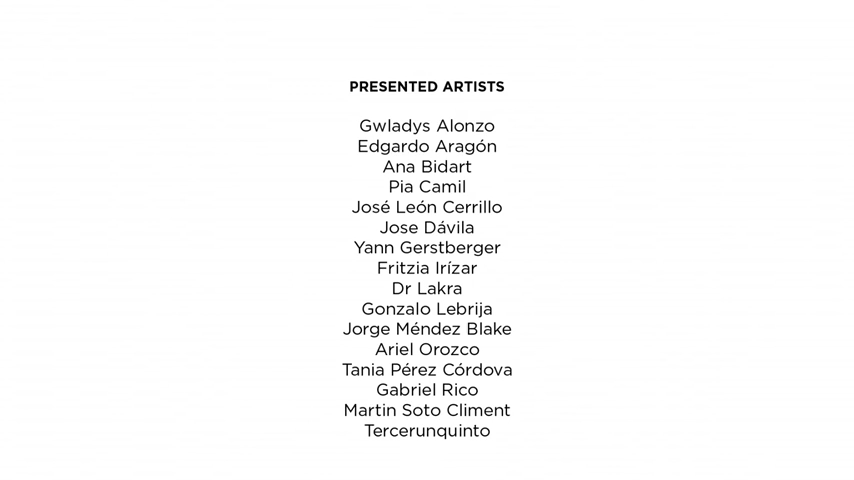 PRESENTED ARTISTS
Gwladys Alonzo
Edgardo Aragón
Ana Bidart
Pia Camil
José León Cerrillo
Jose Dávila
Yann Gerstberger
Fritzia Irízar
Dr Lakra
Gonzalo Lebrija
Jorge Méndez Blake
Ariel Orozco
Tania Pérez Córdova
Gabriel Rico
Martin Soto Climent
Tercerunquinto